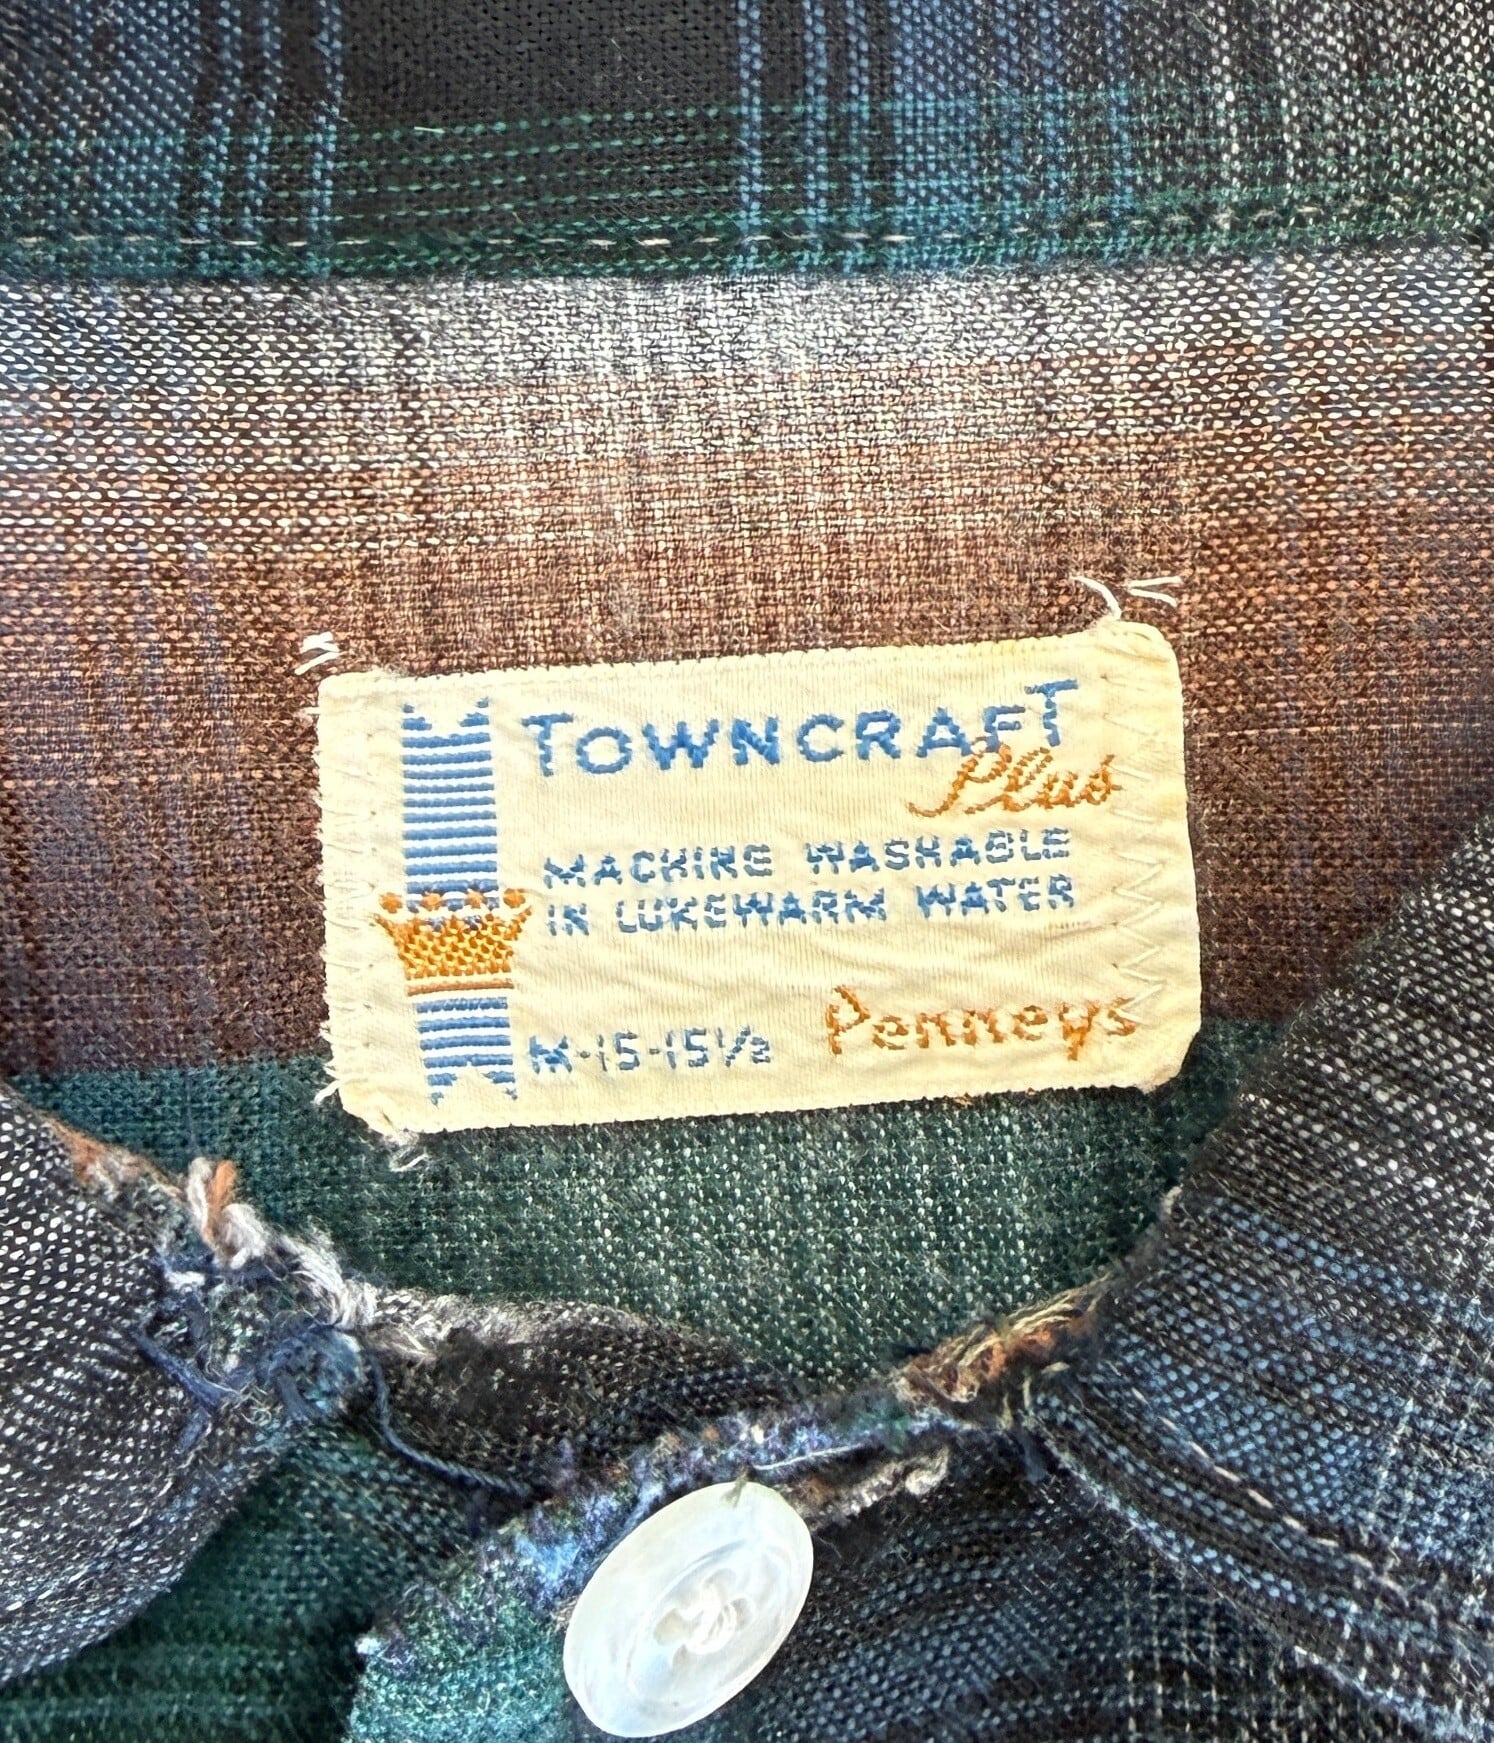 TOWNCRAFT
Plus
MACHINE WASHABLE
IN LUKEWARM WATER
Penneys
M-15-15½